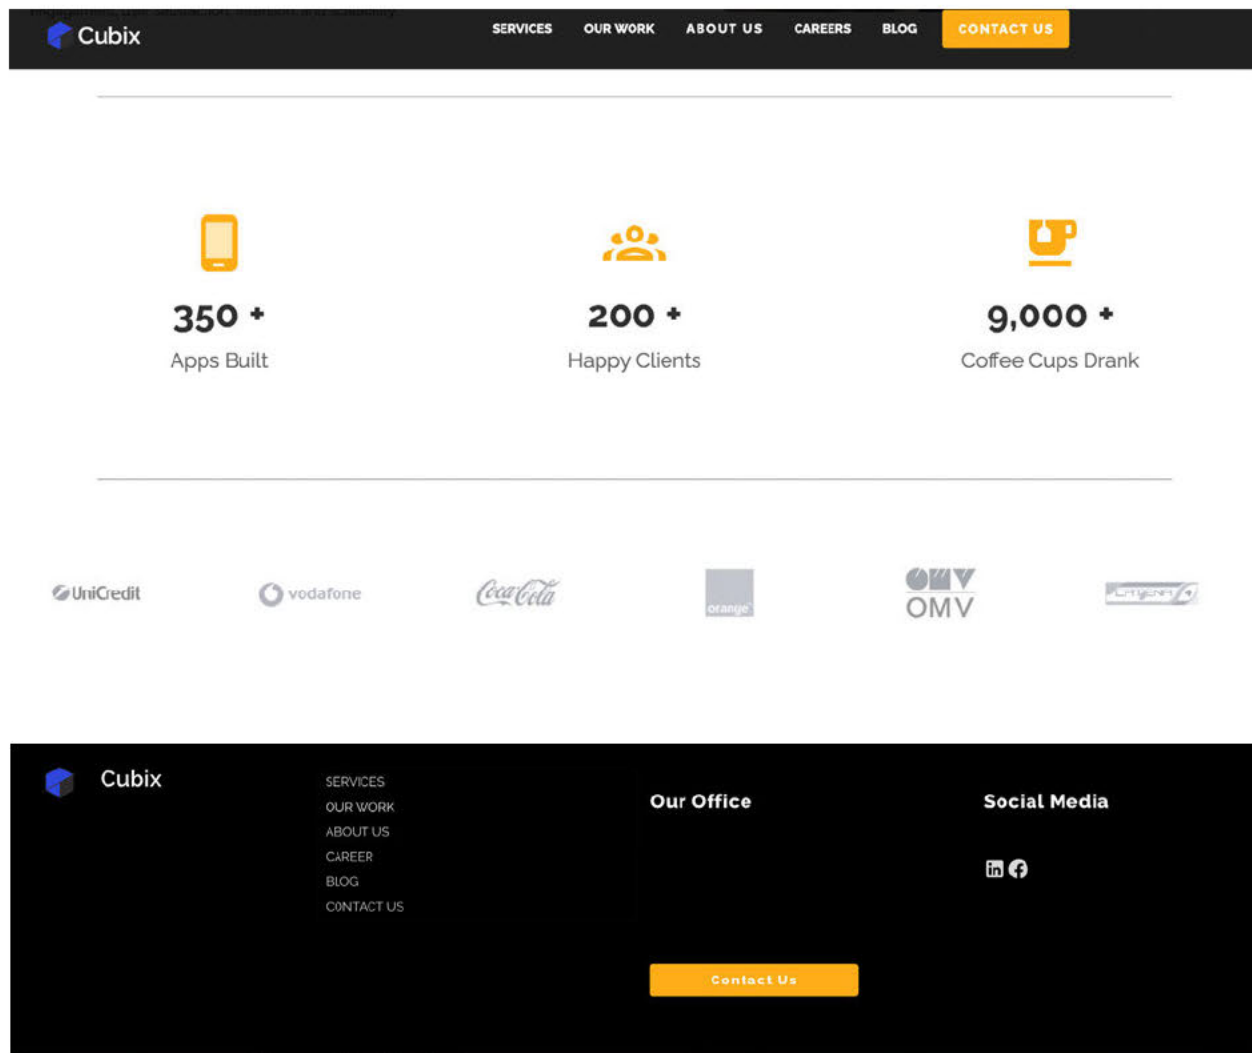 Cubix
SERVICES OUR WORK ABOUT US CAREERS BLOG CONTACT US
350 +
Apps Built
200 +
Happy Clients
9,000 +
Coffee Cups Drank
UniCredit
vodafone
Coca-Cola
orange
OMV
OMV
Cubix
SERVICES
OUR WORK
ABOUT US
CAREER
BLOG
CONTACT US
Our Office
Contact Us
Social Media
in